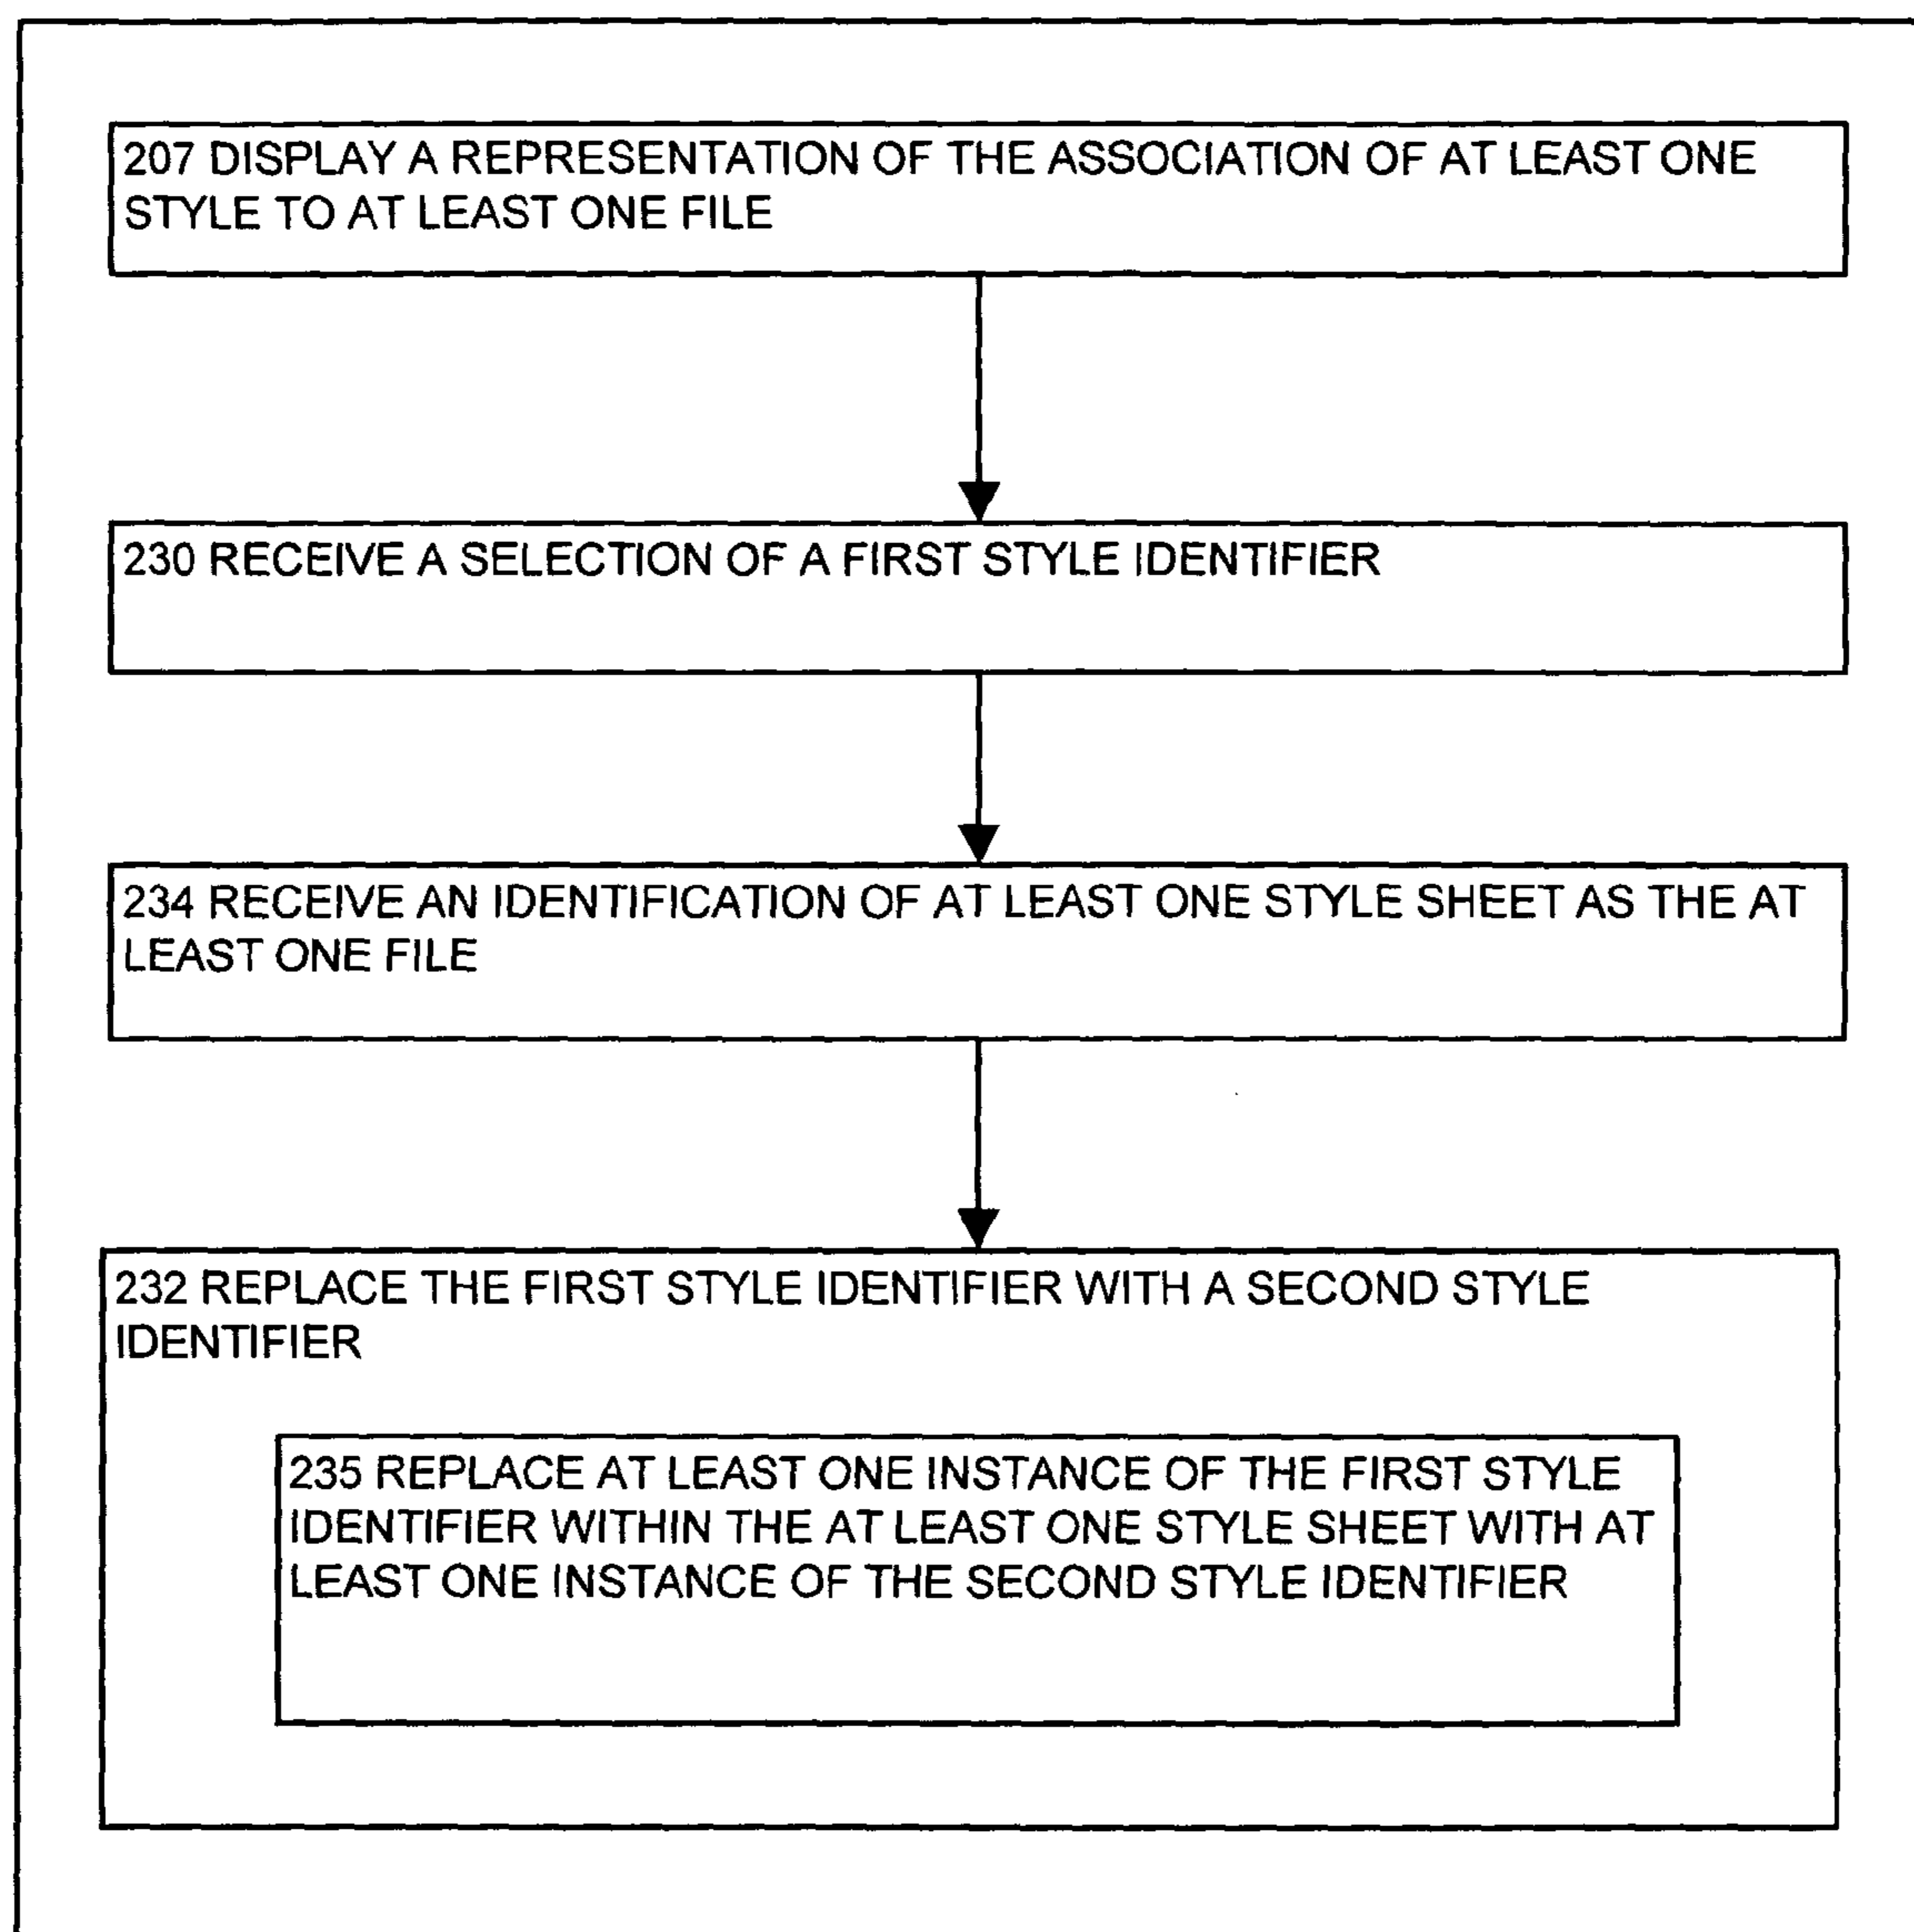 207 DISPLAY A REPRESENTATION OF THE ASSOCIATION OF AT LEAST ONE
STYLE TO AT LEAST ONE FILE
230 RECEIVE A SELECTION OF A FIRST STYLE IDENTIFIER
234 RECEIVE AN IDENTIFICATION OF AT LEAST ONE STYLE SHEET AS THE AT
LEAST ONE FILE
232 REPLACE THE FIRST STYLE IDENTIFIER WITH A SECOND STYLE
IDENTIFIER
235 REPLACE AT LEAST ONE INSTANCE OF THE FIRST STYLE
IDENTIFIER WITHIN THE AT LEAST ONE STYLE SHEET WITH AT
LEAST ONE INSTANCE OF THE SECOND STYLE IDENTIFIER